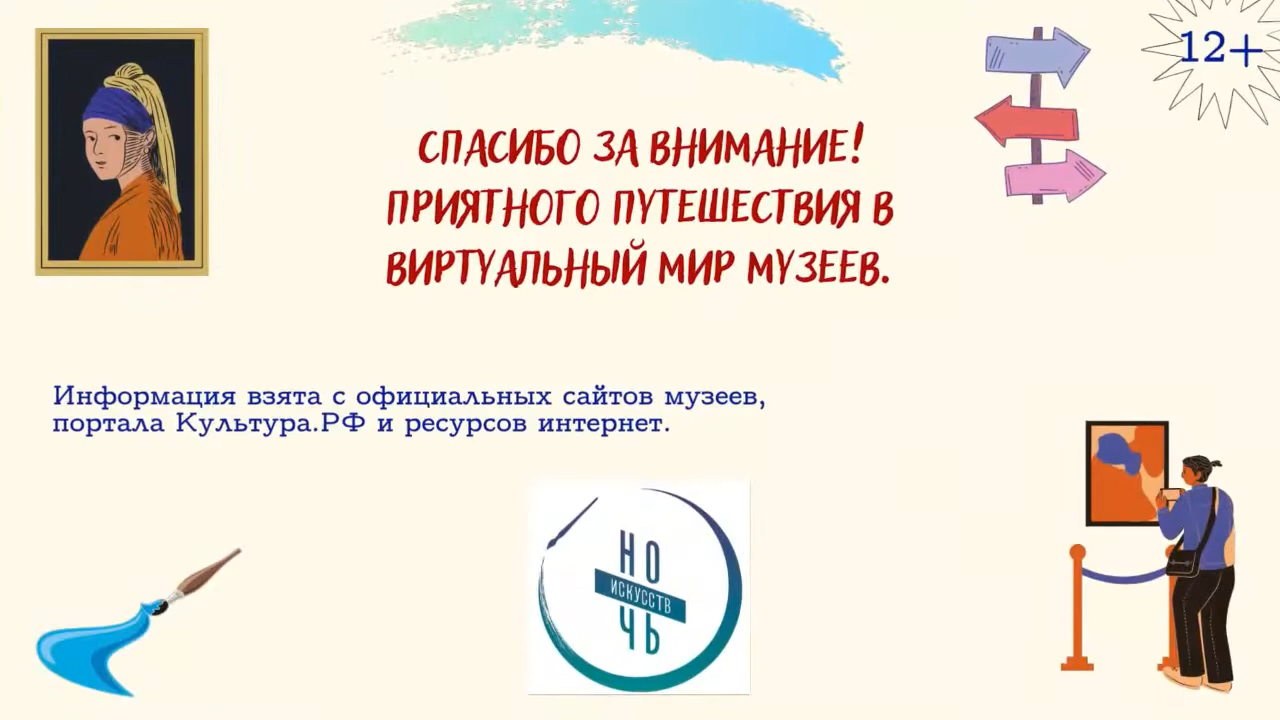 12+
СПАСИБО ЗА ВНИМАНИЕ!
ПРИЯТНОГО ПУТЕШЕСТВИЯ В
ВИРТУАЛЬНЫЙ МИР МУЗЕЕВ.
Информация взята с официальных сайтов музеев,
портала Культура.РФ и ресурсов интернет.
НО
ИСКУССТВ
ЧЬ